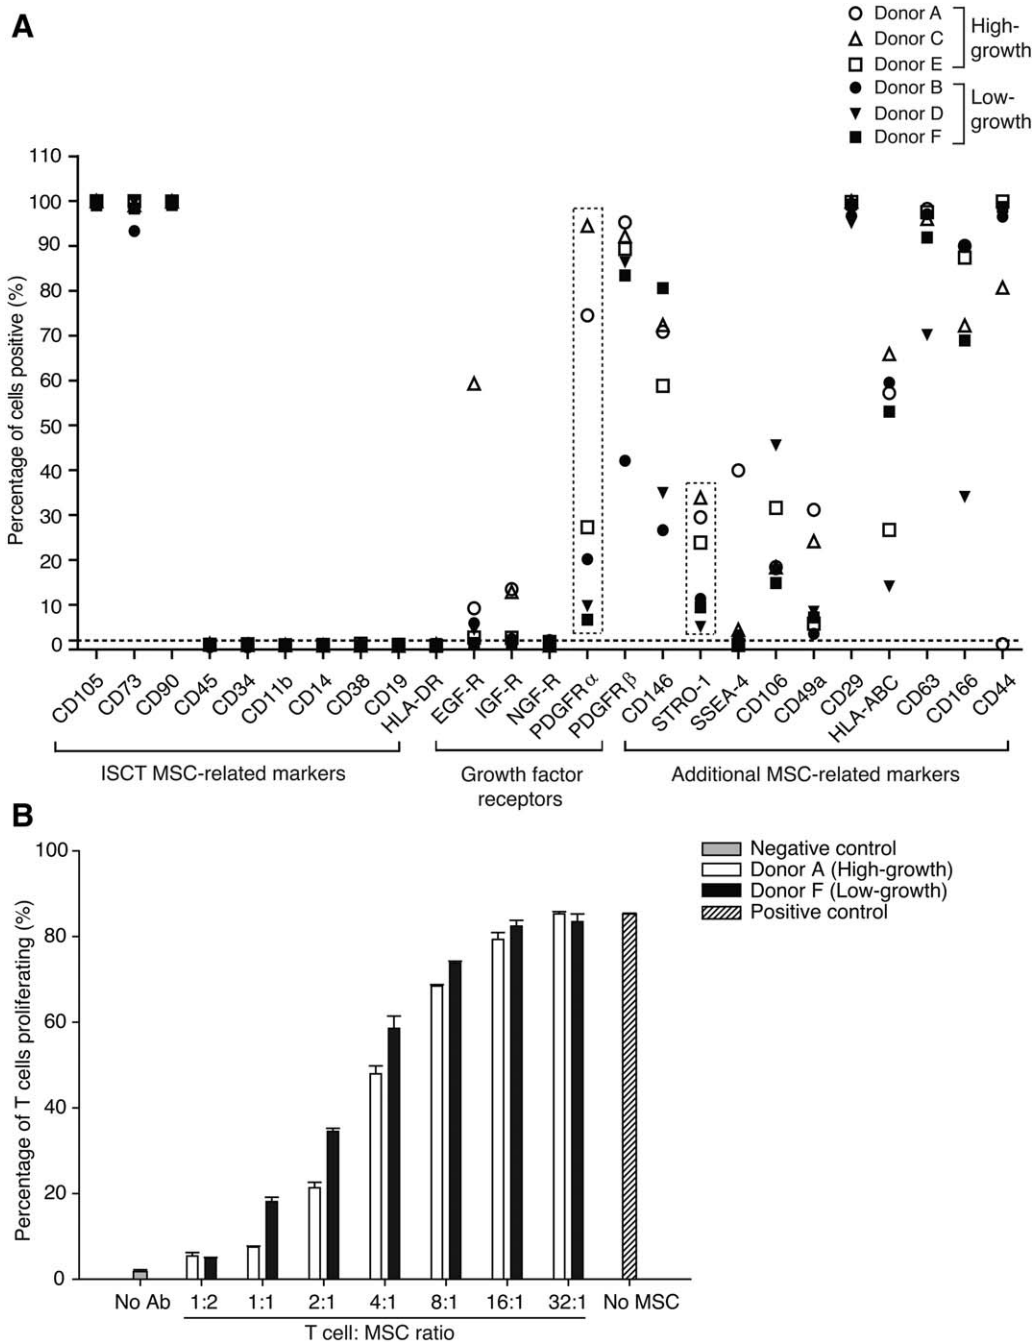 A
Donor A
Donor C
Donor E
High-
growth
Donor B
Donor D
Donor F
Low-
growth
Percentage of cells positive (%)
110
100
90
80
70
60
50
40
30
20
10
0
CD105
CD73
CD90
CD45
CD34
CD11b
CD14
CD38
CD19
HLA-DR
EGF-R
IGF-R
NGF-R
PDGFRα
PDGFRβ
CD146
STRO-1
SSEA-4
CD106
CD49a
CD29
HLA-ABC
CD63
CD166
CD44
ISCT MSC-related markers
Growth factor
receptors
Additional MSC-related markers
B
Negative control
Donor A (High-growth)
Donor F (Low-growth)
Positive control
Percentage of T cells proliferating (%)
100
80
60
40
20
0
No Ab 1:2 1:1 2:1 4:1 8:1 16:1 32:1 No MSC
T cell: MSC ratio